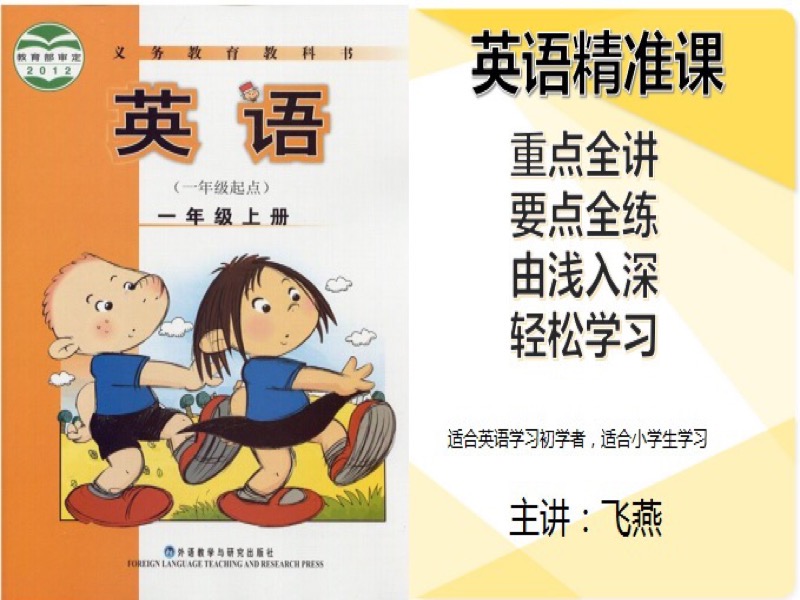 教育部审定
2012
义务教育教科书
英语
（一年级起点）
一年级上册
外语教学与研究出版社
FOREIGN LANGUAGE TEACHING AND RESEARCH PRESS
英语精准课
重点全讲
要点全练
由浅入深
轻松学习
适合英语学习初学者，适合小学生学习
主讲：飞燕